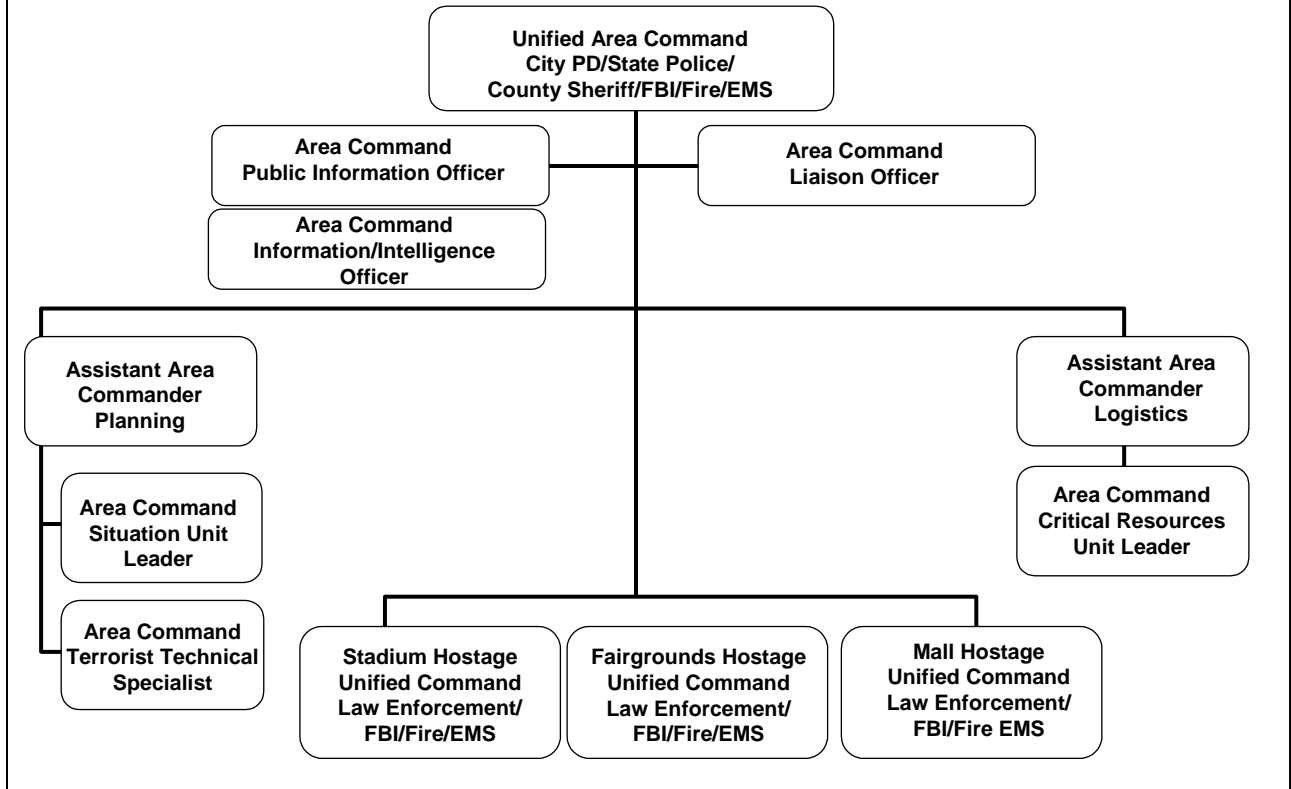 Unified Area Command
City PD/State Police/
County Sheriff/FBI/Fire/EMS
Area Command
Public Information Officer
Area Command
Liaison Officer
Area Command
Information/Intelligence
Officer
Assistant Area
Commander
Planning
Assistant Area
Commander
Logistics
Area Command
Situation Unit
Leader
Area Command
Critical Resources
Unit Leader
Area Command
Terrorist Technical
Specialist
Stadium Hostage
Unified Command
Law Enforcement/
FBI/Fire/EMS
Fairgrounds Hostage
Unified Command
Law Enforcement/
FBI/Fire/EMS
Mall Hostage
Unified Command
Law Enforcement/
FBI/Fire EMS